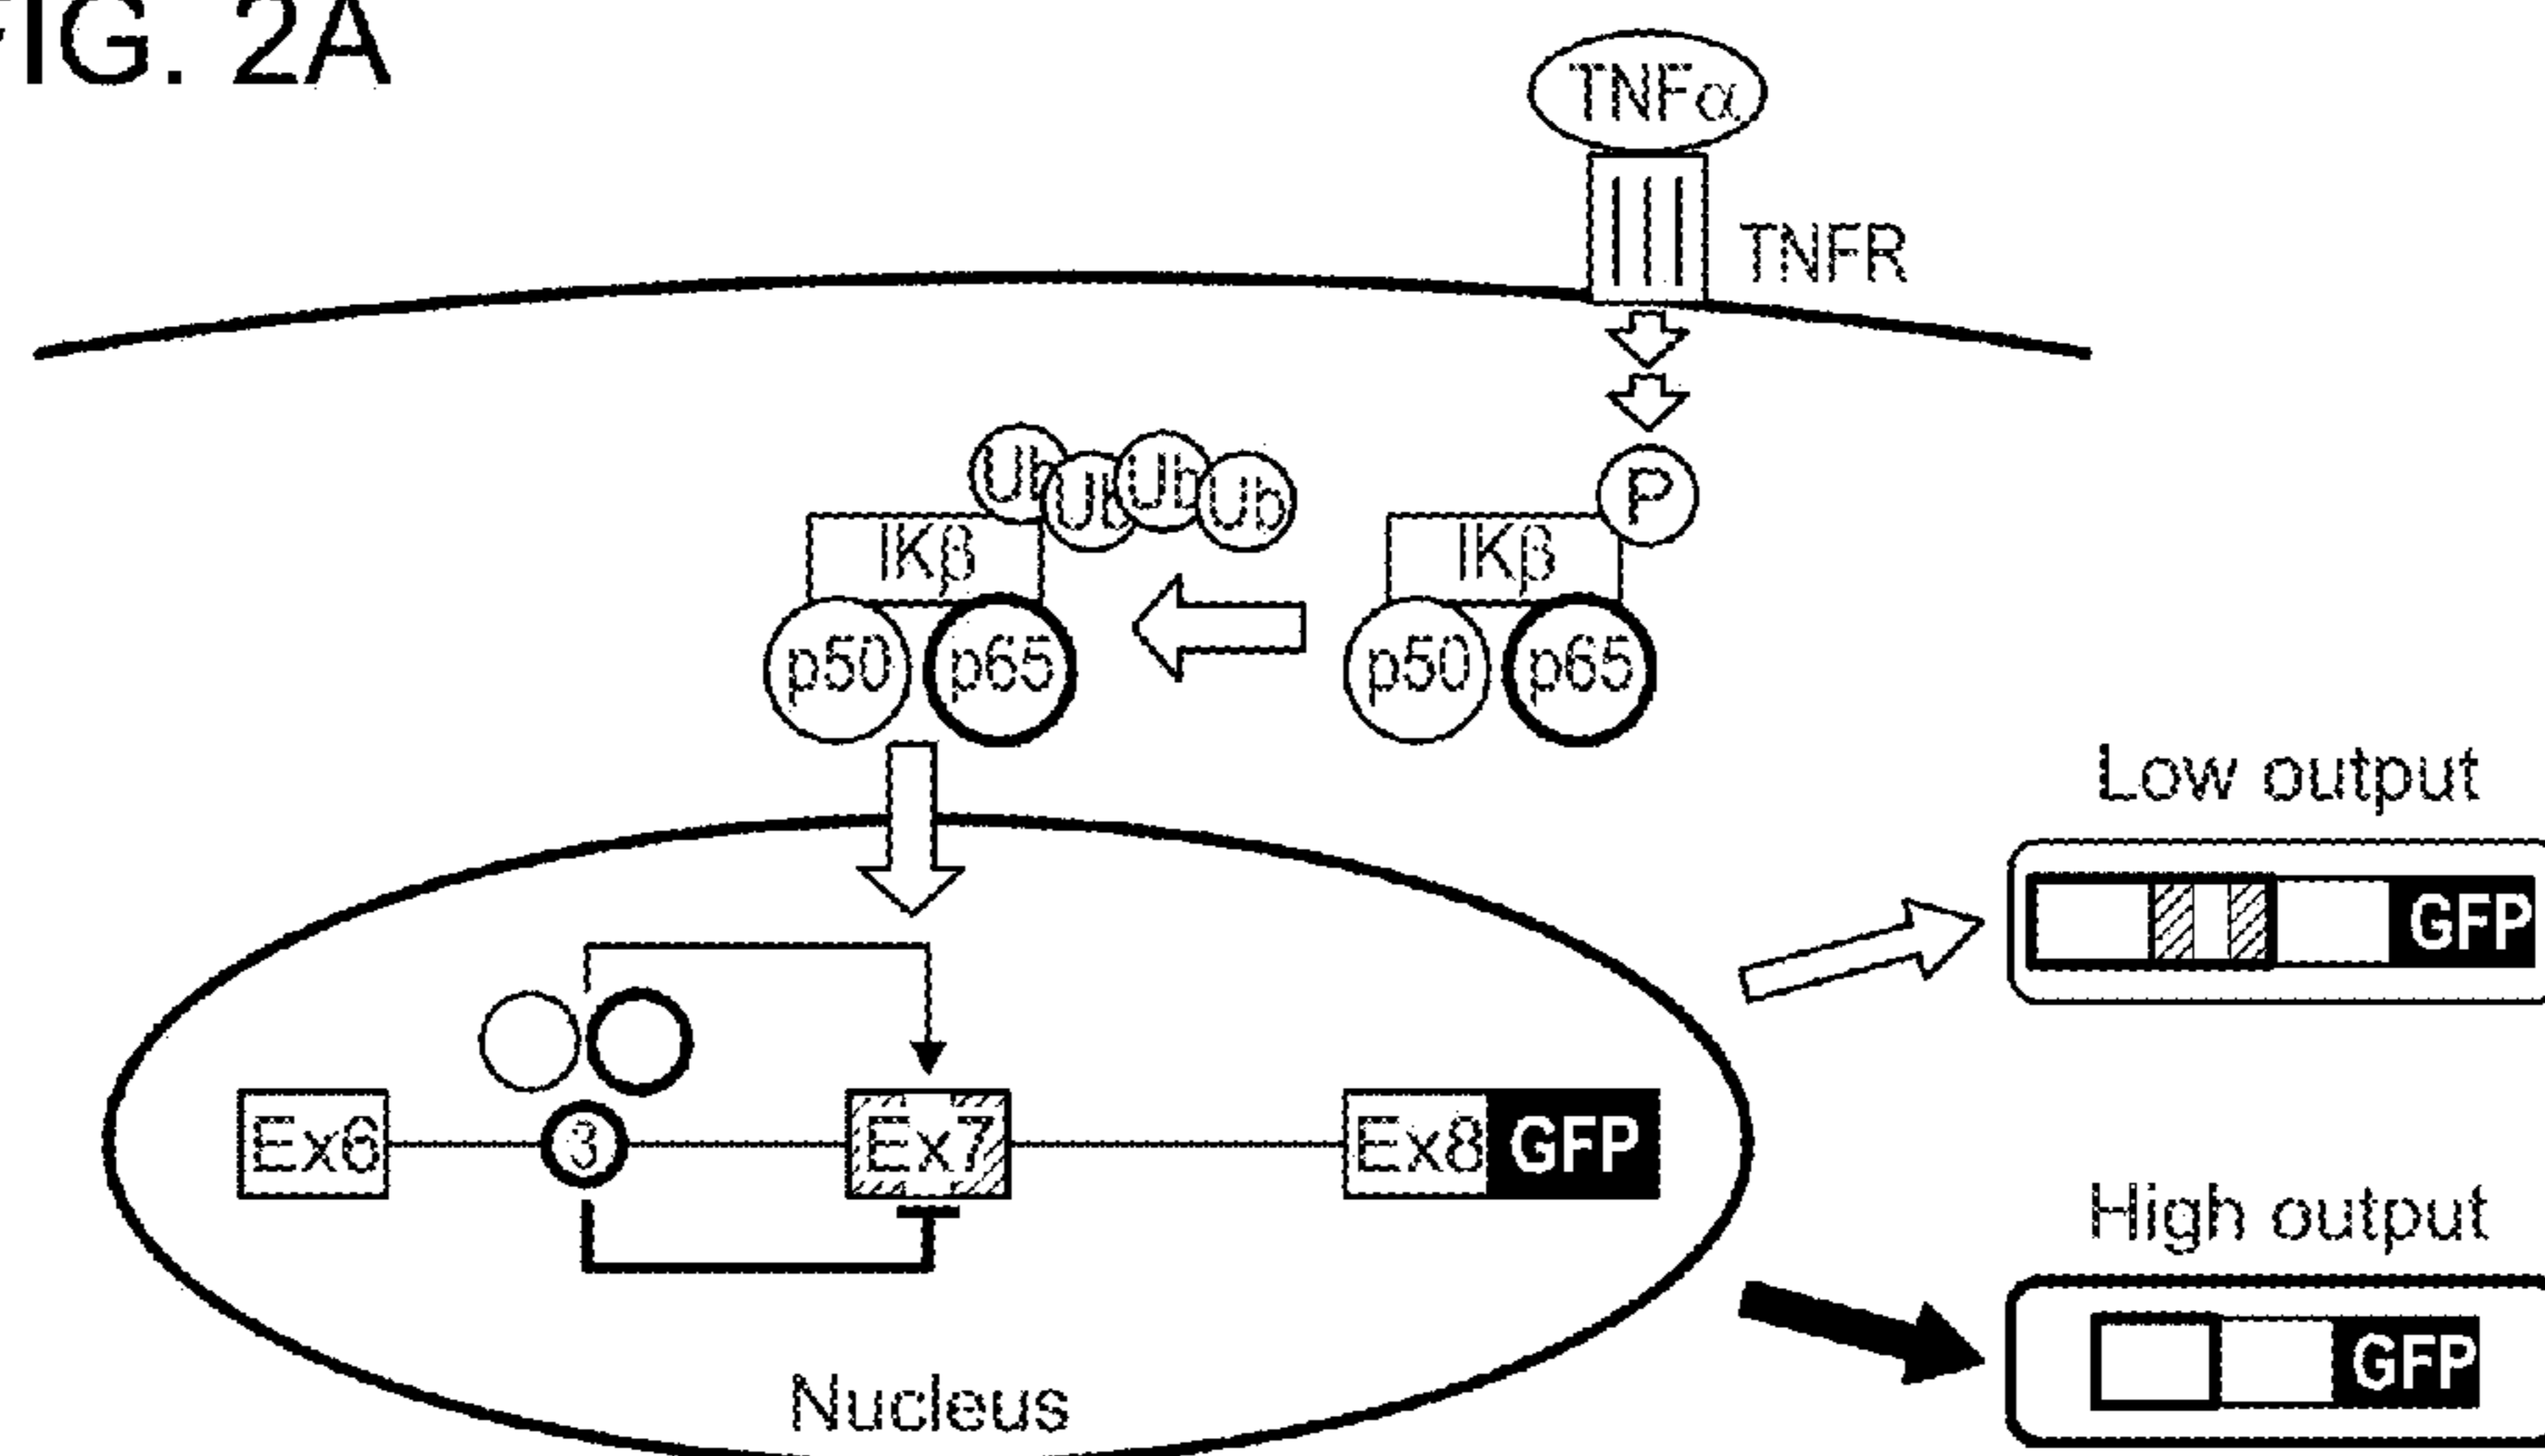 FIG. 2A
TNFα
TNFR
Ub Ub Ub Ub
P
IKβ
IKβ
p50 p65
p50 p65
Low output
GFP
Ex6
3
Ex7
Ex8 GFP
High output
GFP
Nucleus